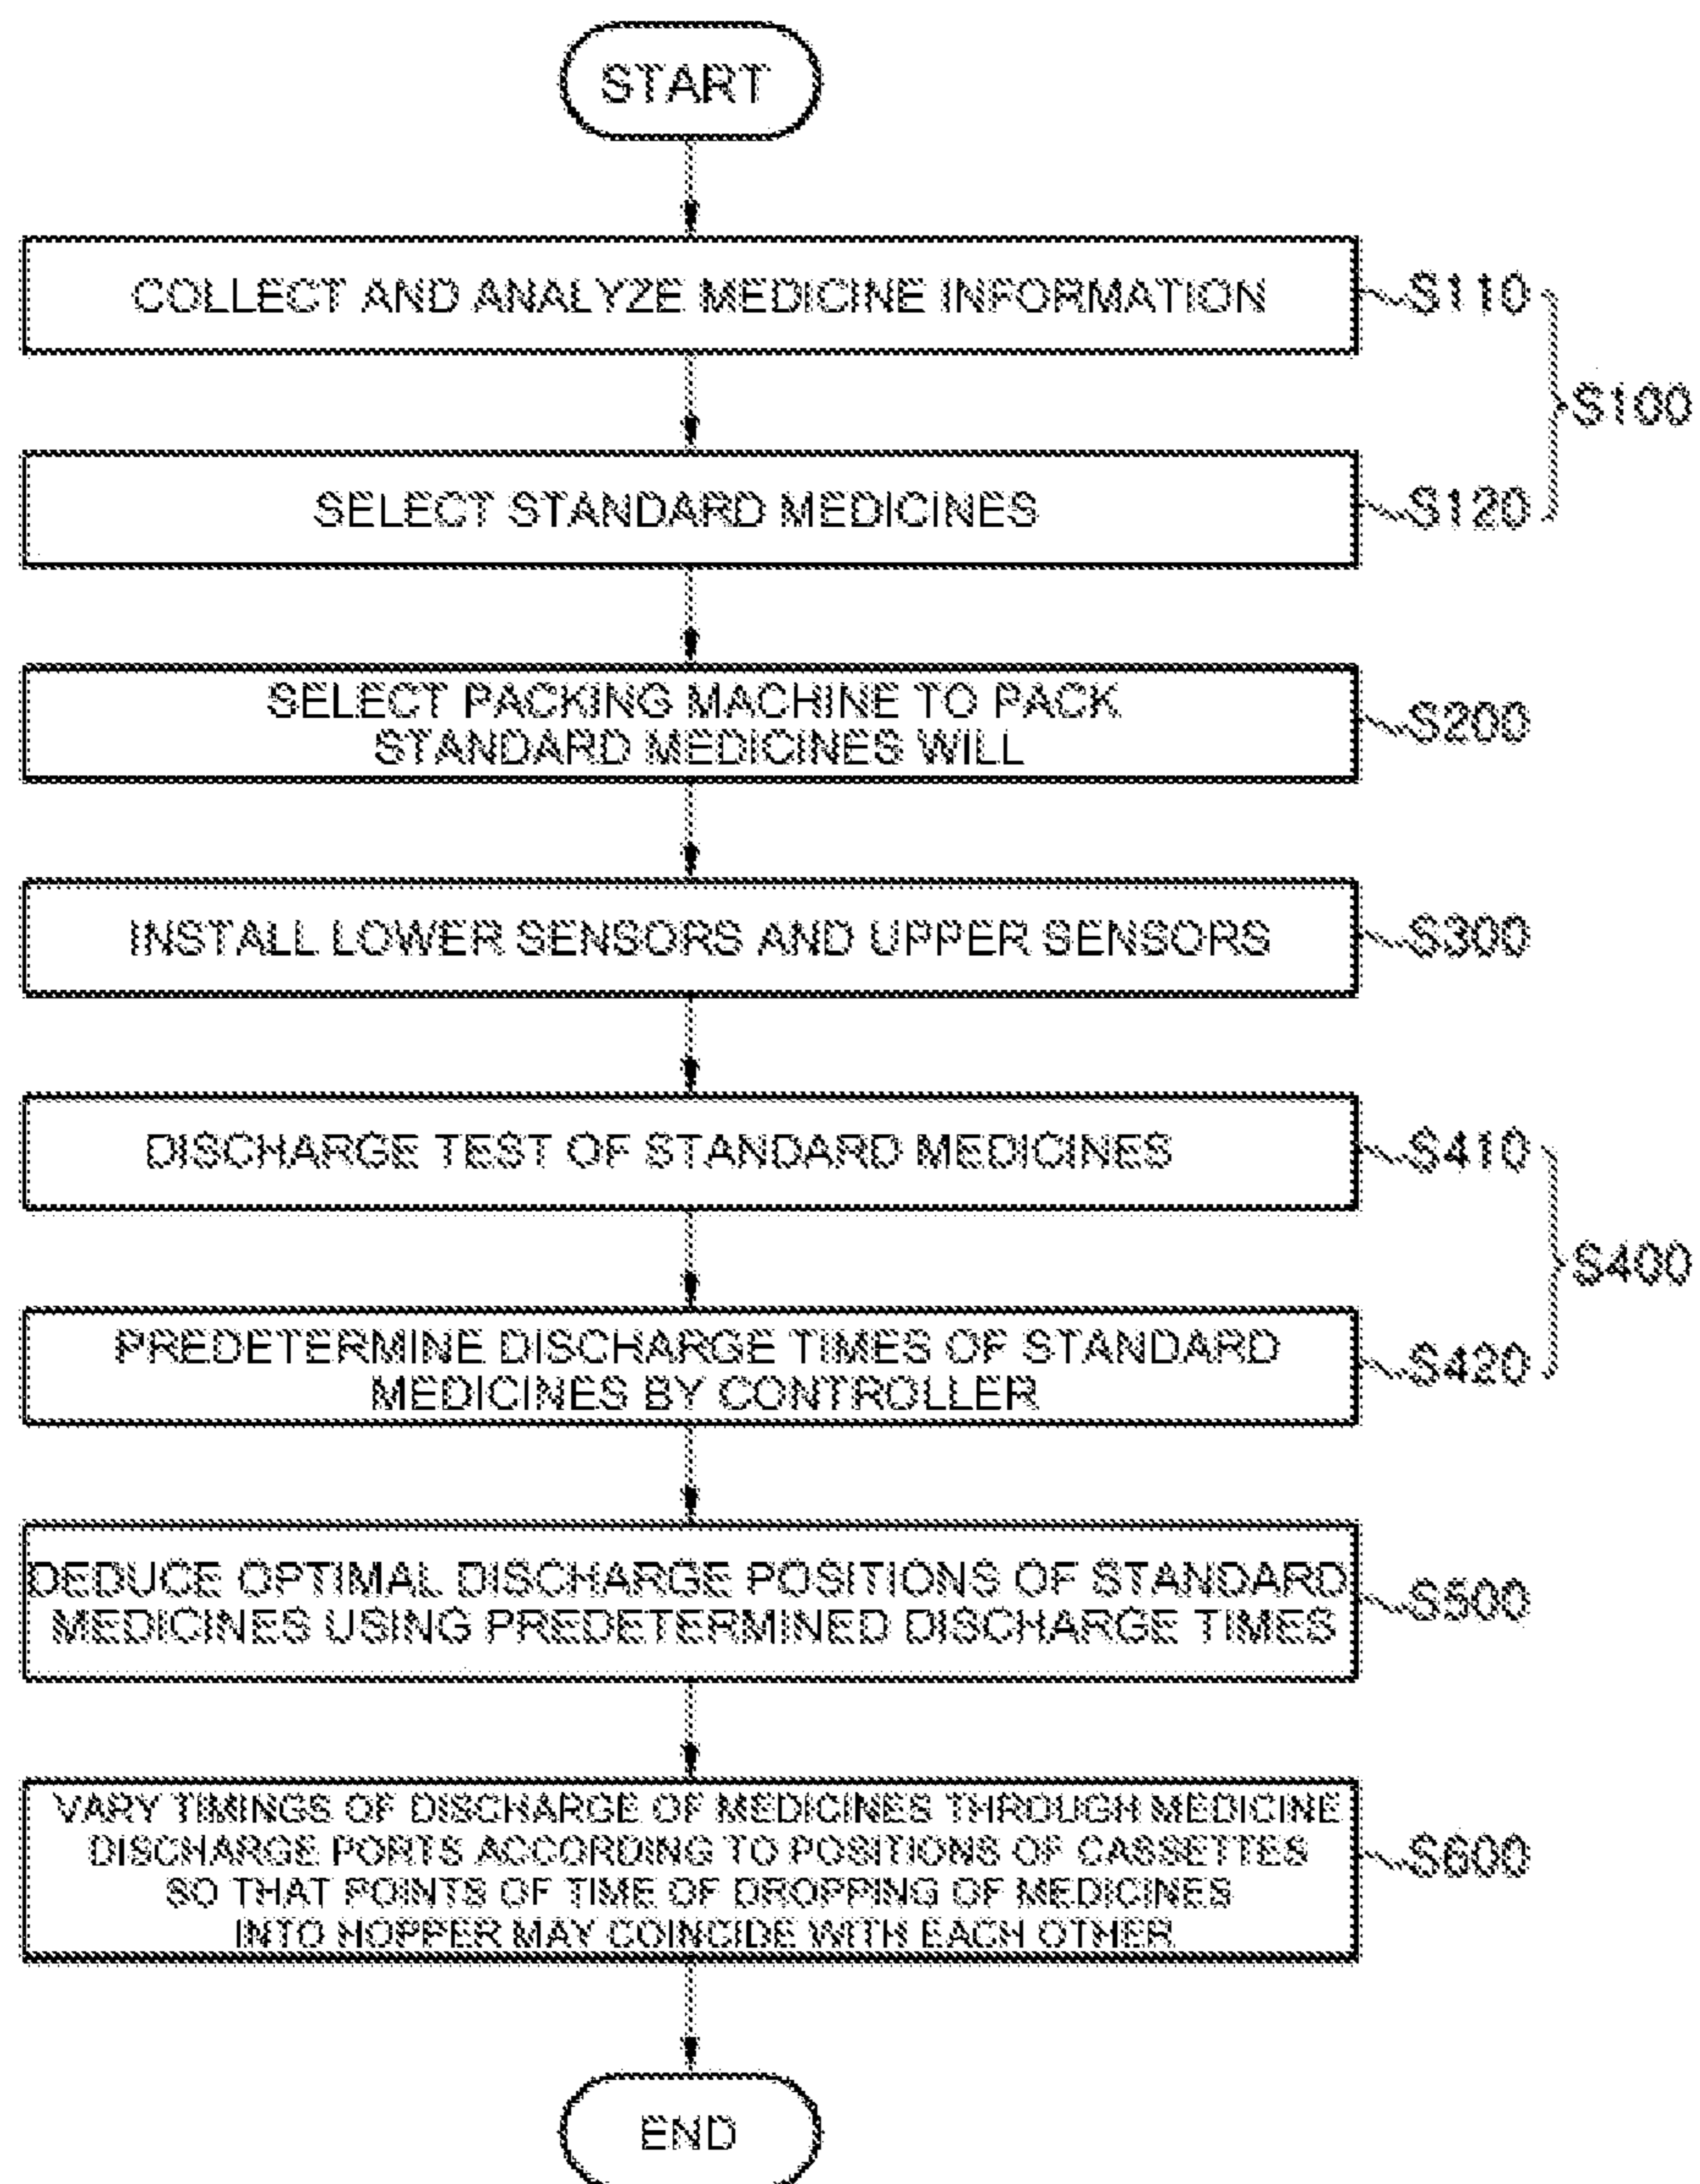 START
COLLECT AND ANALYZE MEDICINE INFORMATION
S110
S100
SELECT STANDARD MEDICINES
S120
SELECT PACKING MACHINE TO PACK
STANDARD MEDICINES WILL
S200
INSTALL LOWER SENSORS AND UPPER SENSORS
S300
DISCHARGE TEST OF STANDARD MEDICINES
S410
S400
PREDETERMINE DISCHARGE TIMES OF STANDARD
MEDICINES BY CONTROLLER
S420
DEDUCE OPTIMAL DISCHARGE POSITIONS OF STANDARD
MEDICINES USING PREDETERMINED DISCHARGE TIMES
S500
VARY TIMINGS OF DISCHARGE OF MEDICINES THROUGH MEDICINE
DISCHARGE PORTS ACCORDING TO POSITIONS OF CASSETTES
SO THAT POINTS OF TIME OF DROPPING OF MEDICINES
INTO HOPPER MAY COINCIDE WITH EACH OTHER
S600
END